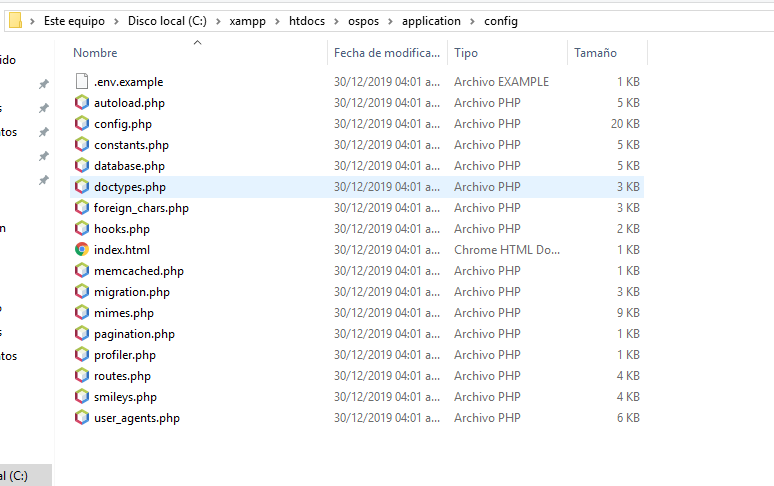 Este equipo > Disco local (C:) > xampp > htdocs > ospos > application > config
Nombre Fecha de modifica... Tipo Tamaño
.env.example 30/12/2019 04:01 a... Archivo EXAMPLE 1 KB
autoload.php 30/12/2019 04:01 a... Archivo PHP 5 KB
config.php 30/12/2019 04:01 a... Archivo PHP 20 KB
constants.php 30/12/2019 04:01 a... Archivo PHP 5 KB
database.php 30/12/2019 04:01 a... Archivo PHP 5 KB
doctypes.php 30/12/2019 04:01 a... Archivo PHP 3 KB
foreign_chars.php 30/12/2019 04:01 a... Archivo PHP 3 KB
hooks.php 30/12/2019 04:01 a... Archivo PHP 2 KB
index.html 30/12/2019 04:01 a... Chrome HTML Do... 1 KB
memcached.php 30/12/2019 04:01 a... Archivo PHP 1 KB
migration.php 30/12/2019 04:01 a... Archivo PHP 3 KB
mimes.php 30/12/2019 04:01 a... Archivo PHP 9 KB
pagination.php 30/12/2019 04:01 a... Archivo PHP 1 KB
profiler.php 30/12/2019 04:01 a... Archivo PHP 1 KB
routes.php 30/12/2019 04:01 a... Archivo PHP 4 KB
smileys.php 30/12/2019 04:01 a... Archivo PHP 4 KB
user_agents.php 30/12/2019 04:01 a... Archivo PHP 6 KB
(C:)